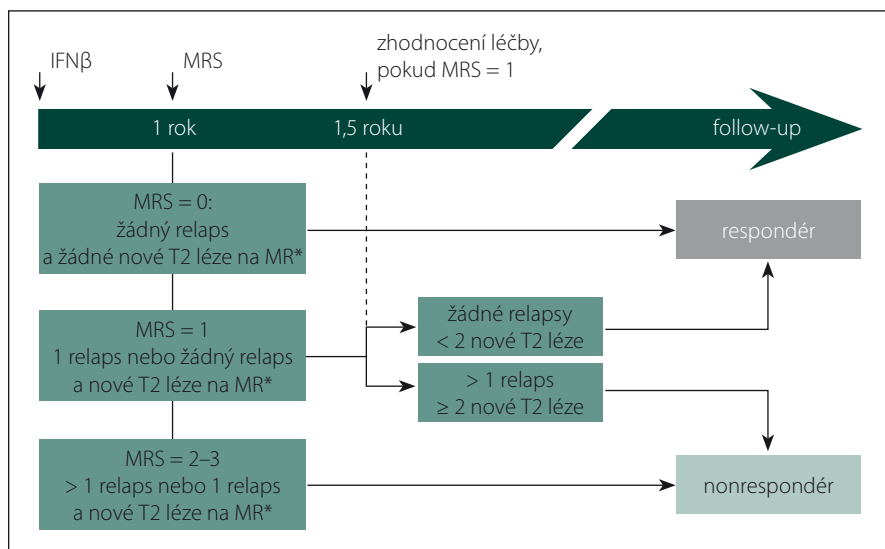 IFNβ
MRS
zhodnocení léčby,
pokud MRS = 1
1 rok
1,5 roku
follow-up
MRS = 0:
žádný relaps
a žádné nové T2 léze na MR*
respondér
MRS = 1
1 relaps nebo žádný relaps
a nové T2 léze na MR*
žádné relapsy
< 2 nové T2 léze
> 1 relaps
≥ 2 nové T2 léze
MRS = 2–3
> 1 relaps nebo 1 relaps
a nové T2 léze na MR*
nonrespondér